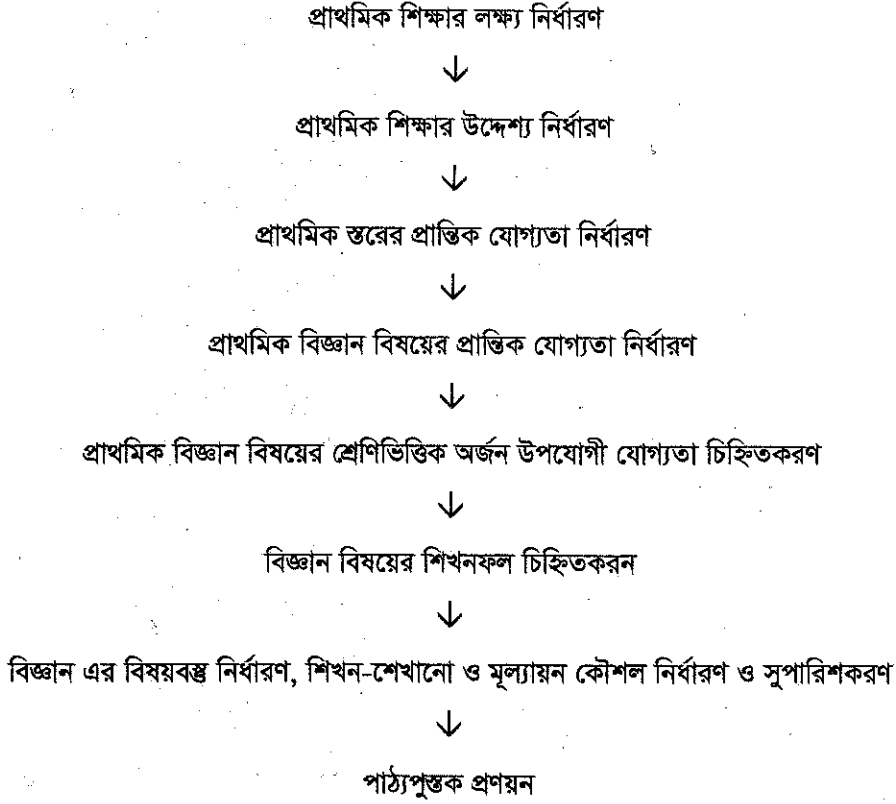 প্রাথমিক শিক্ষার লক্ষ্য নির্ধারণ
↓
প্রাথমিক শিক্ষার উদ্দেশ্য নির্ধারণ
↓
প্রাথমিক স্তরের প্রান্তিক যোগ্যতা নির্ধারণ
↓
প্রাথমিক বিজ্ঞান বিষয়ের প্রান্তিক যোগ্যতা নির্ধারণ
↓
প্রাথমিক বিজ্ঞান বিষয়ের শ্রেণিভিত্তিক অর্জন উপযোগী যোগ্যতা চিহ্নিতকরণ
↓
বিজ্ঞান বিষয়ের শিখনফল চিহ্নিতকরন
↓
বিজ্ঞান এর বিষয়বস্তু নির্ধারণ, শিখন-শেখানো ও মূল্যায়ন কৌশল নির্ধারণ ও সুপারিশকরণ
↓
পাঠ্যপুস্তক প্রণয়ন